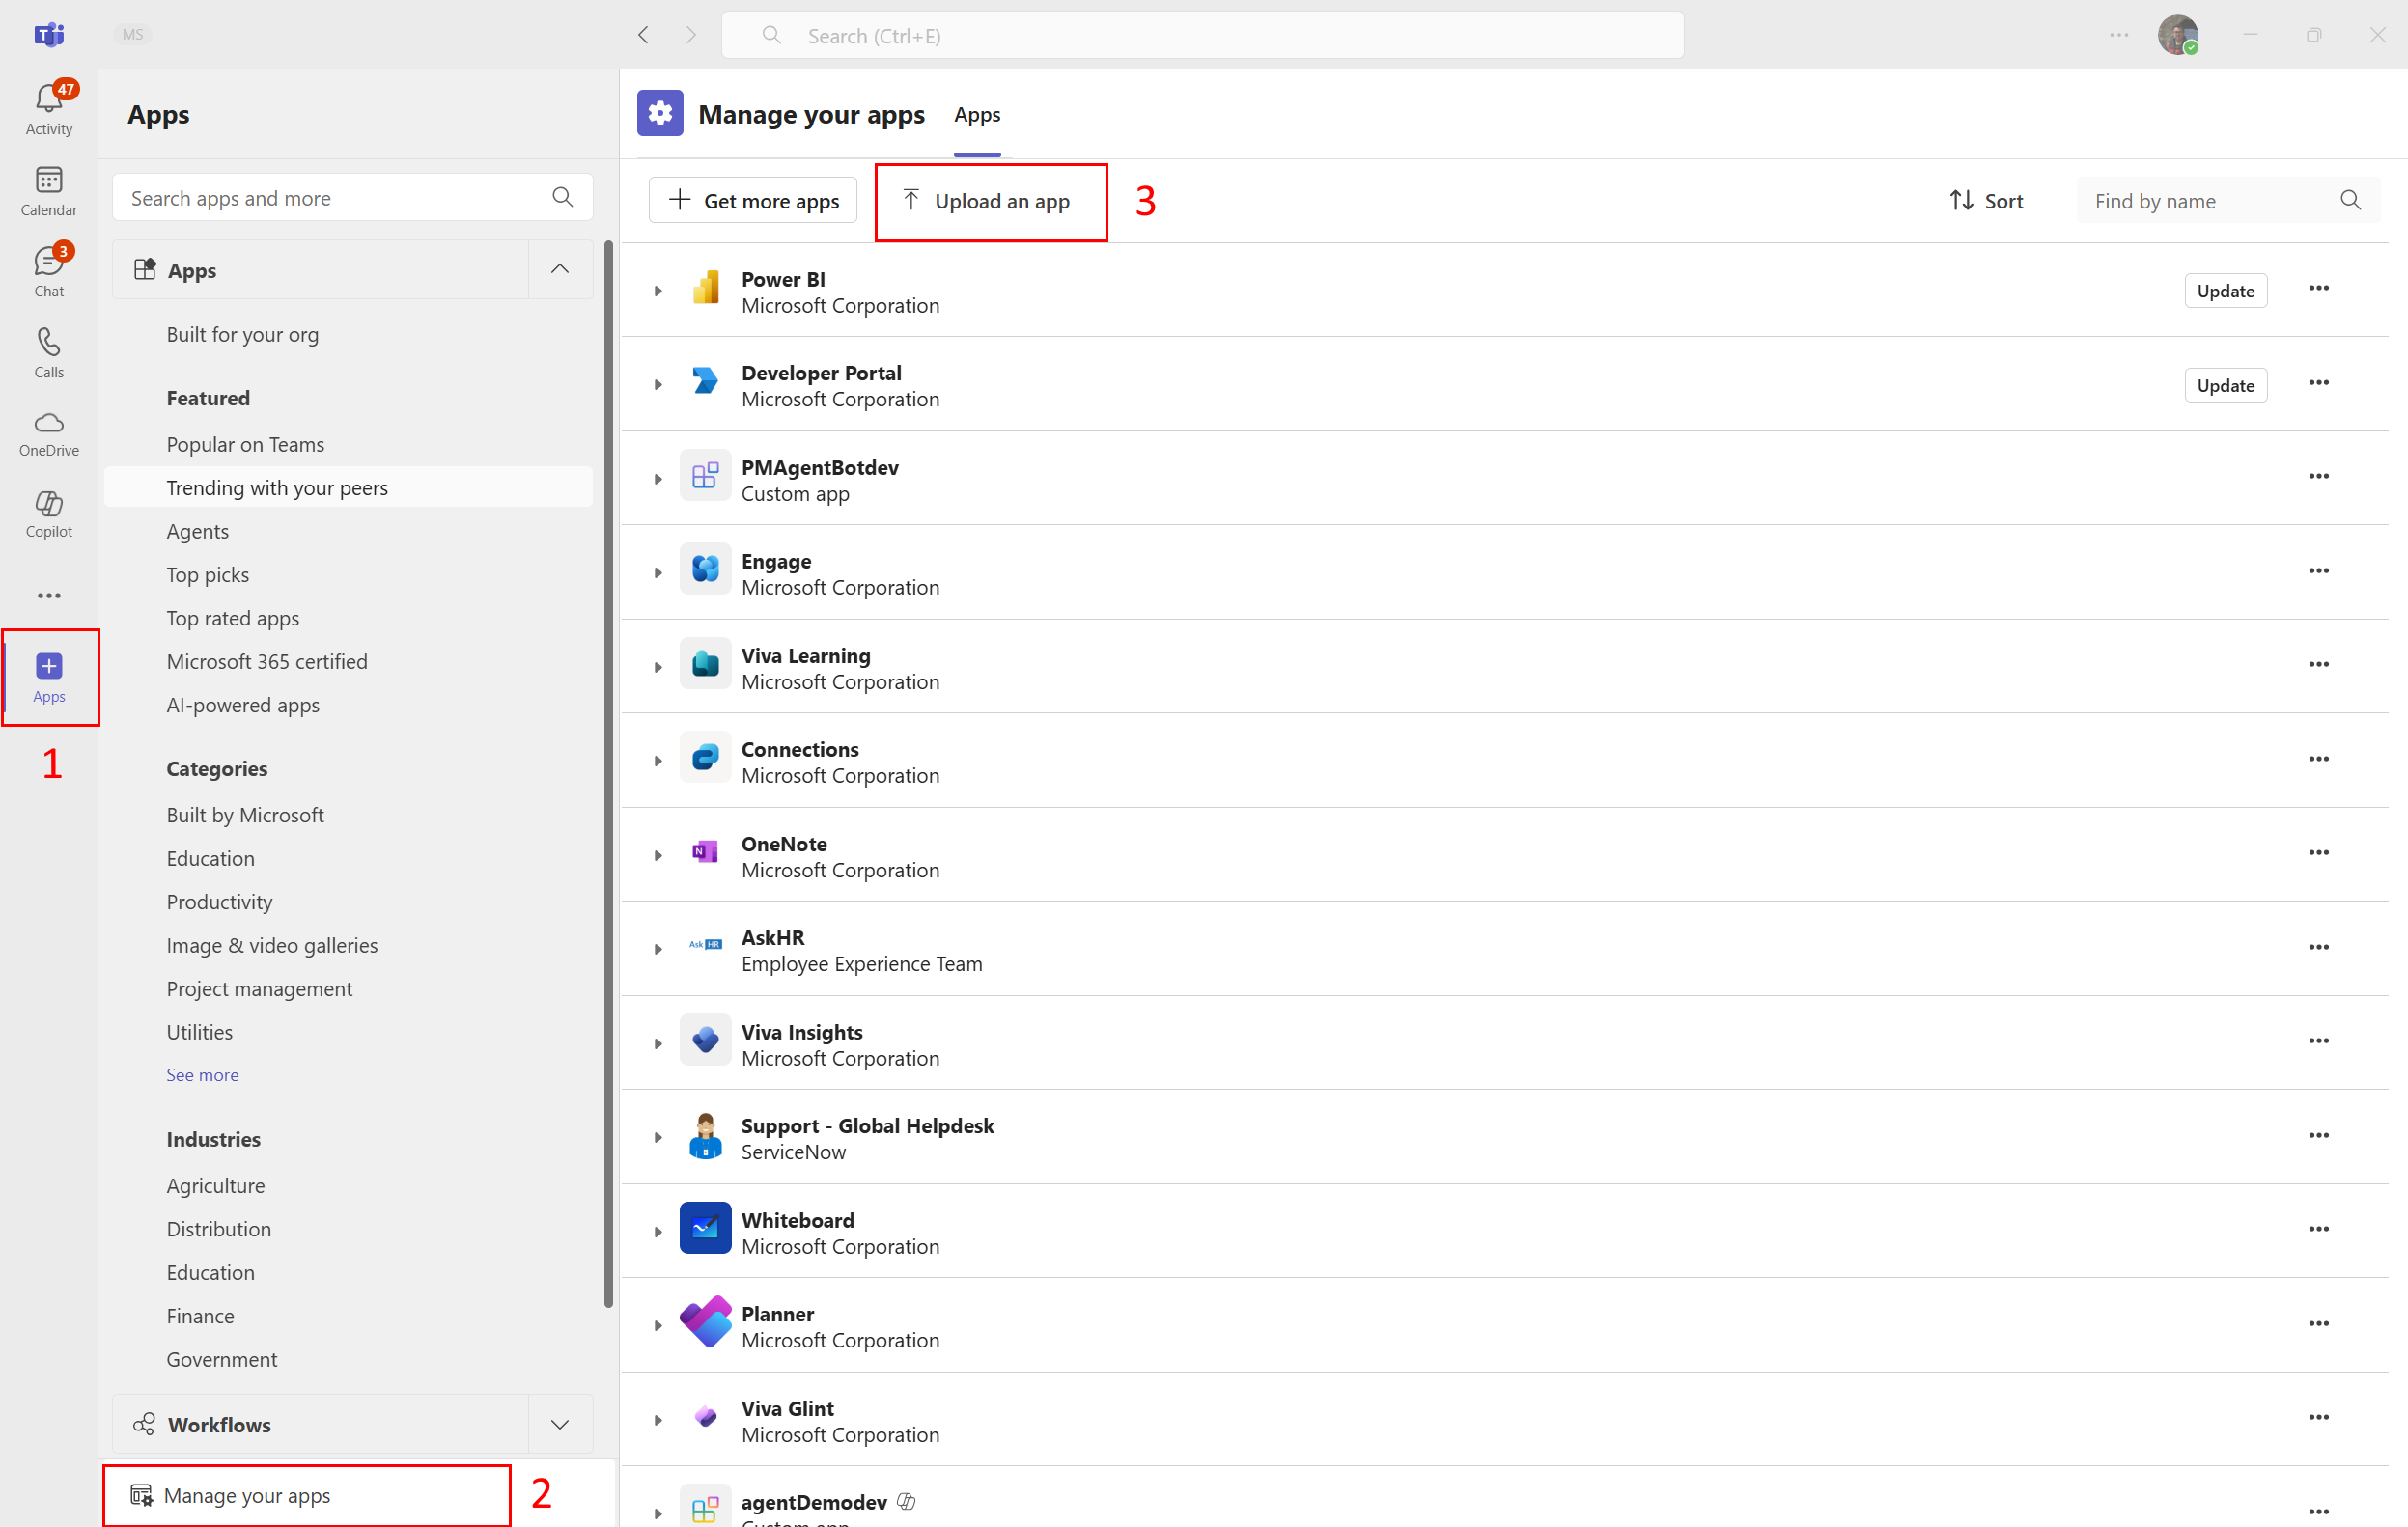 MS
Search (Ctrl+E)
47
Activity
Calendar
3
Chat
Calls
OneDrive
Copilot
Apps
1
Apps
Search apps and more
Apps
Built for your org
Featured
Popular on Teams
Trending with your peers
Agents
Top picks
Top rated apps
Microsoft 365 certified
AI-powered apps
Categories
Built by Microsoft
Education
Productivity
Image & video galleries
Project management
Utilities
See more
Industries
Agriculture
Distribution
Education
Finance
Government
Workflows
Manage your apps
2
Manage your apps Apps
Get more apps Upload an app 3 Sort Find by name
Power BI
Microsoft Corporation
Update
Developer Portal
Microsoft Corporation
Update
PMAgentBotdev
Custom app
Engage
Microsoft Corporation
Viva Learning
Microsoft Corporation
Connections
Microsoft Corporation
OneNote
Microsoft Corporation
Ask HR
AskHR
Employee Experience Team
Viva Insights
Microsoft Corporation
Support - Global Helpdesk
ServiceNow
Whiteboard
Microsoft Corporation
Planner
Microsoft Corporation
Viva Glint
Microsoft Corporation
agentDemodev
Custom app